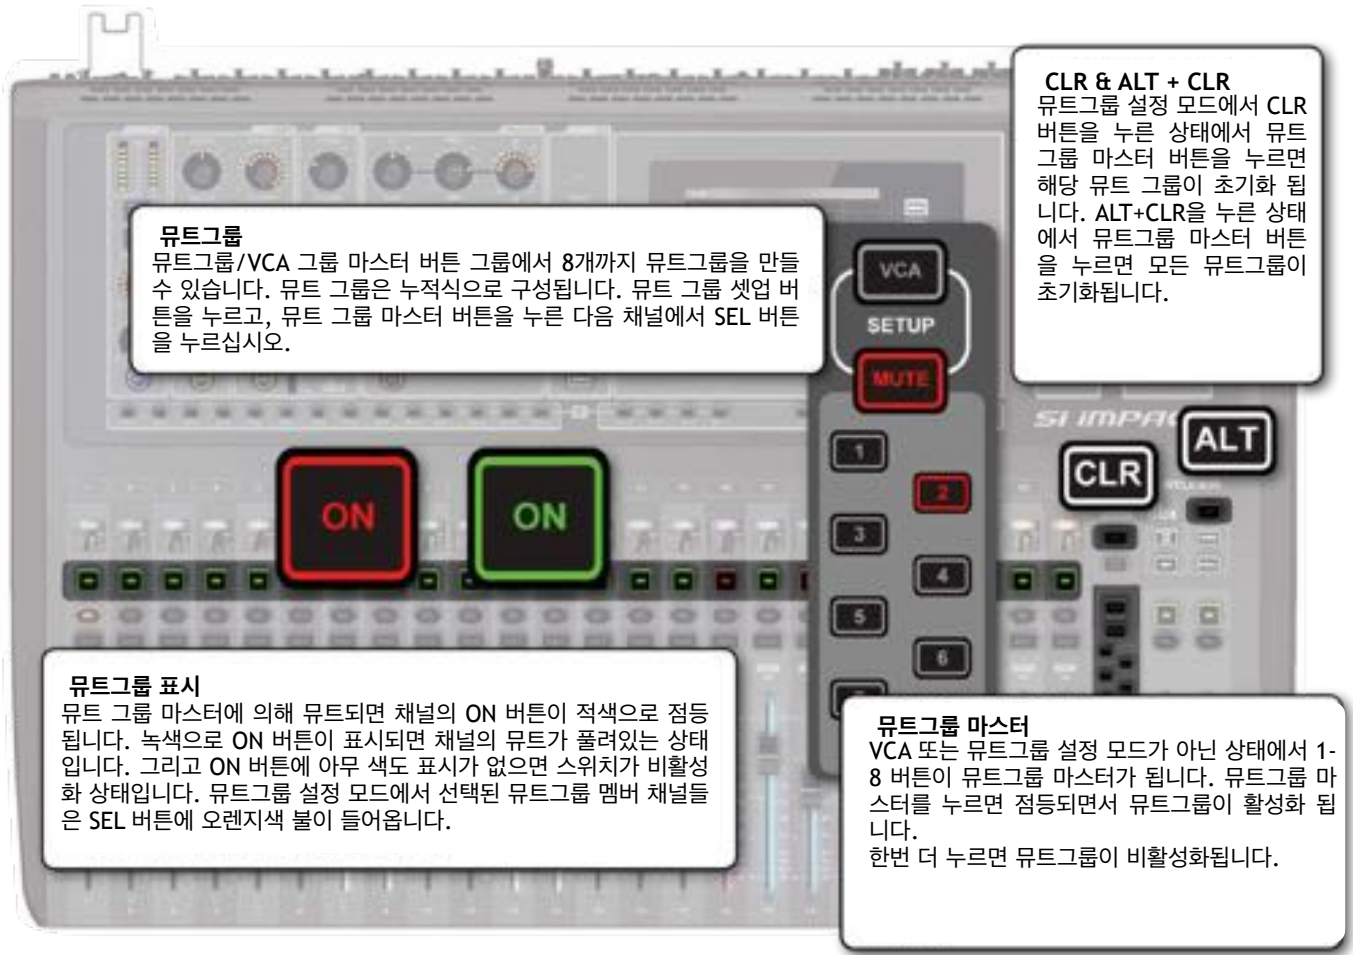 CLR & ALT + CLR
뮤트그룹 설정 모드에서 CLR
버튼을 누른 상태에서 뮤트
그룹 마스터 버튼을 누르면
해당 뮤트 그룹이 초기화 됩
니다. ALT+CLR을 누른 상태
에서 뮤트그룹 마스터 버튼
을 누르면 모든 뮤트그룹이
초기화됩니다.
뮤트그룹
뮤트그룹/VCA 그룹 마스터 버튼 그룹에서 8개까지 뮤트그룹을 만들
수 있습니다. 뮤트 그룹은 누적식으로 구성됩니다. 뮤트 그룹 셋업 버
튼을 누르고, 뮤트 그룹 마스터 버튼을 누른 다음 채널에서 SEL 버튼
을 누르십시오.
VCA
SETUP
MUTE
1
2
3
4
5
6
ON
ON
SI IMPAC
ALT
CLR
뮤트그룹 표시
뮤트 그룹 마스터에 의해 뮤트되면 채널의 ON 버튼이 적색으로 점등
됩니다. 녹색으로 ON 버튼이 표시되면 채널의 뮤트가 풀려있는 상태
입니다. 그리고 ON 버튼에 아무 색도 표시가 없으면 스위치가 비활성
화 상태입니다. 뮤트그룹 설정 모드에서 선택된 뮤트그룹 멤버 채널들
은 SEL 버튼에 오렌지색 불이 들어옵니다.
뮤트그룹 마스터
VCA 또는 뮤트그룹 설정 모드가 아닌 상태에서 1-
8 버튼이 뮤트그룹 마스터가 됩니다. 뮤트그룹 마
스터를 누르면 점등되면서 뮤트그룹이 활성화 됩
니다.
한번 더 누르면 뮤트그룹이 비활성화됩니다.